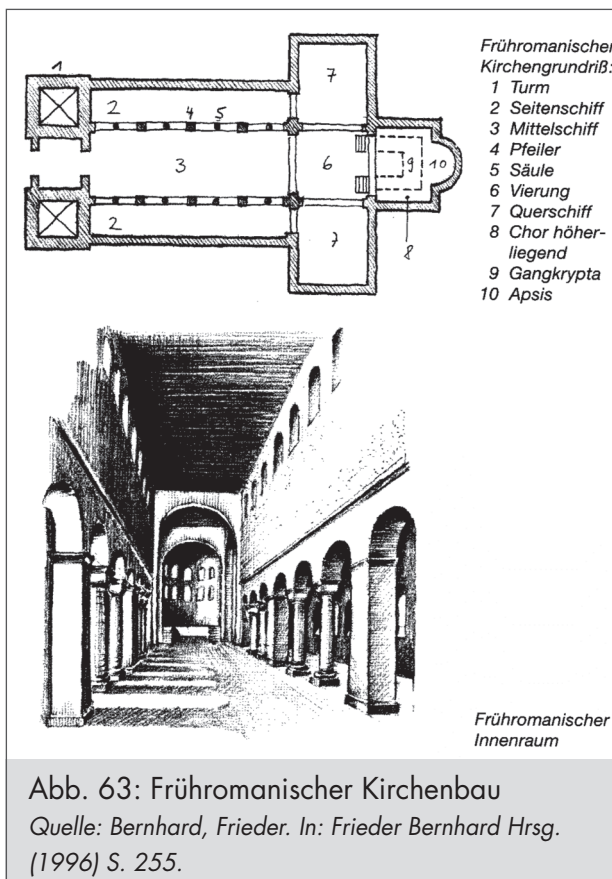 1
2
4
5
7
3
6
9
10
2
7
8
Frühromanischer
Kirchengrundriß:
1 Turm
2 Seitenschiff
3 Mittelschiff
4 Pfeiler
5 Säule
6 Vierung
7 Querschiff
8 Chor höher-
liegend
9 Gangkrypta
10 Apsis
Frühromanischer
Innenraum
Abb. 63: Frühromanischer Kirchenbau
Quelle: Bernhard, Frieder. In: Frieder Bernhard Hrsg.
(1996) S. 255.